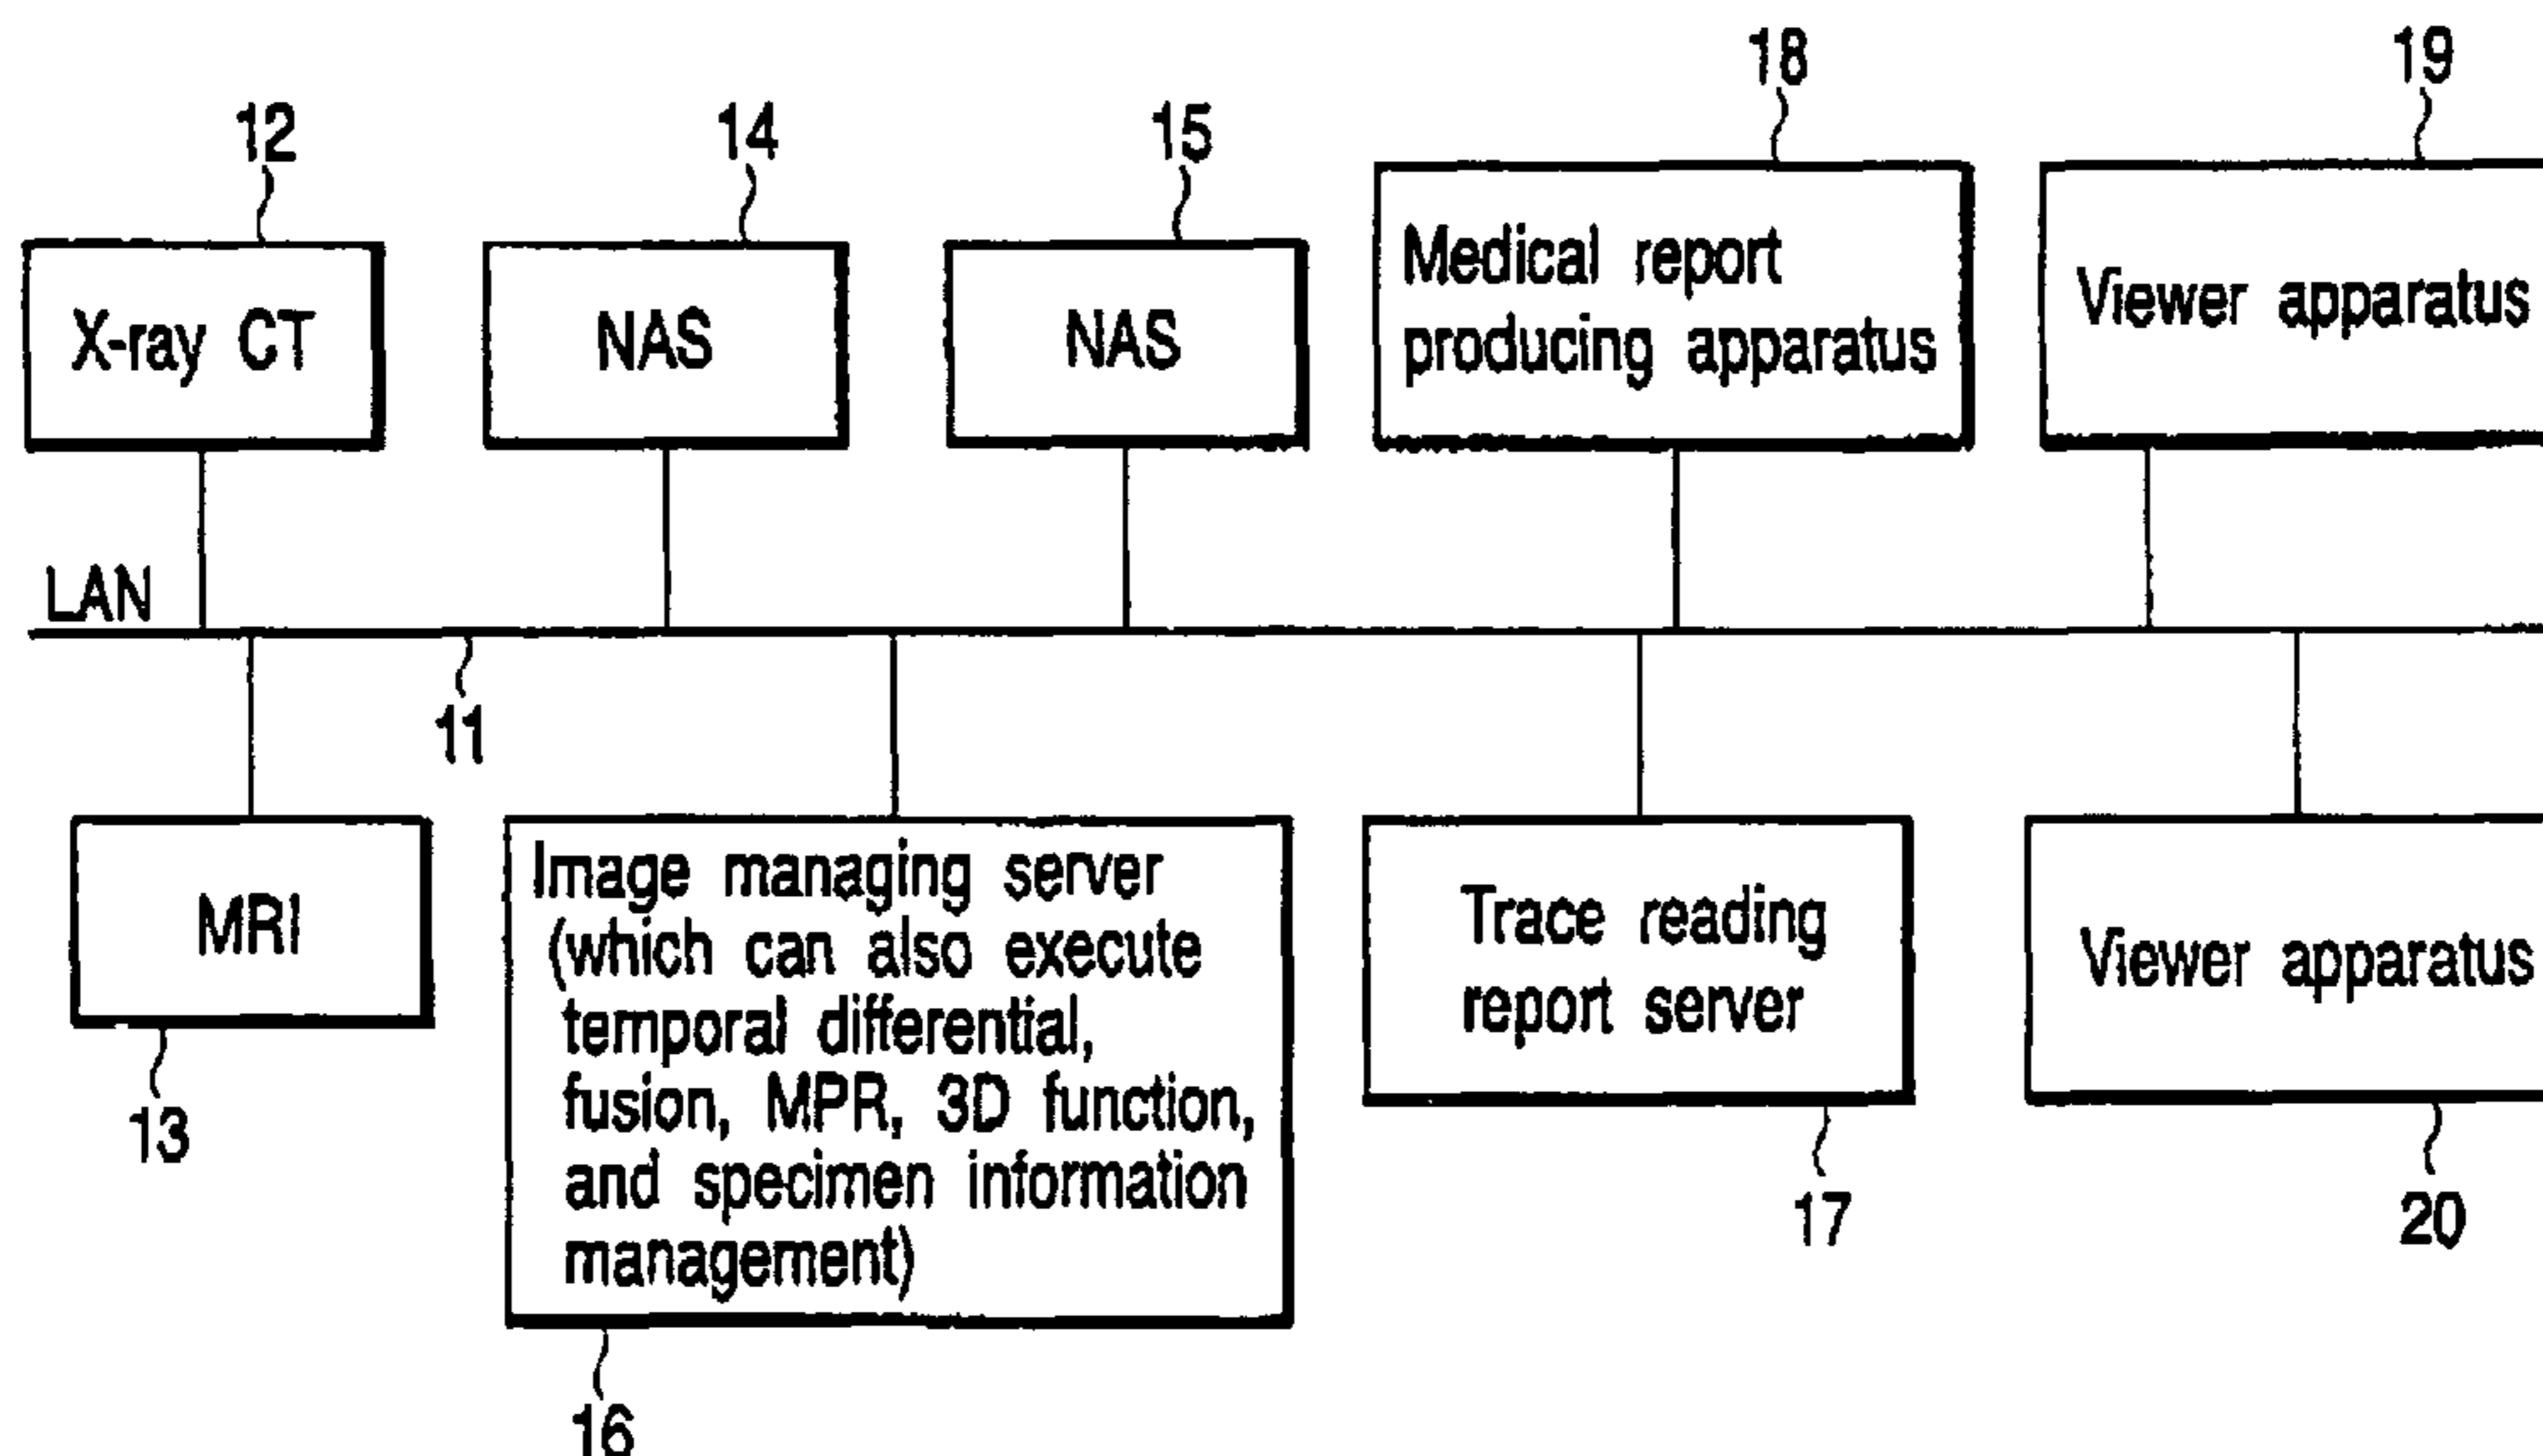 18
19
12
14
15
X-ray CT
NAS
NAS
Medical report
producing apparatus
Viewer apparatus
LAN
11
MRI
Image managing server
(which can also execute
temporal differential,
fusion, MPR, 3D function,
and specimen information
management)
Trace reading
report server
Viewer apparatus
13
17
20
16